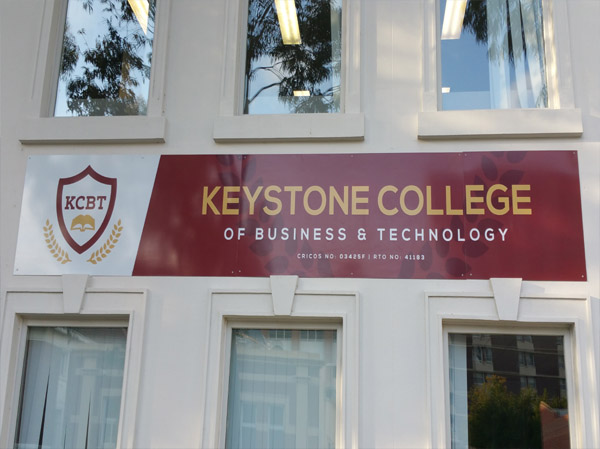 KCBT
KEYSTONE COLLEGE
OF BUSINESS & TECHNOLOGY
CRICOS NO: 03425F | RTO NO: 41193